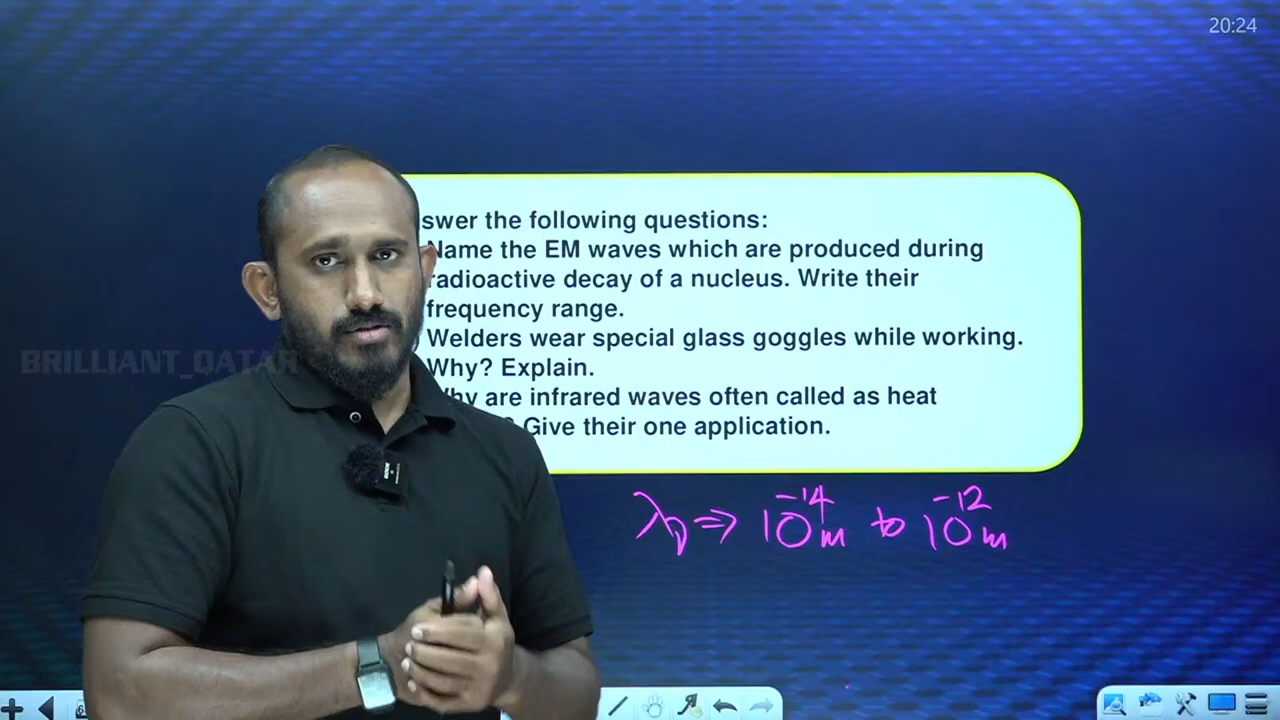 20:24
swer the following questions:
Name the EM waves which are produced during
radioactive decay of a nucleus. Write their
frequency range.
Welders wear special glass goggles while working.
Why? Explain.
Why are infrared waves often called as heat
? Give their one application.
BRILLIANT_QATAR
λγ ⇒ 10⁻¹⁴m to 10⁻¹²m